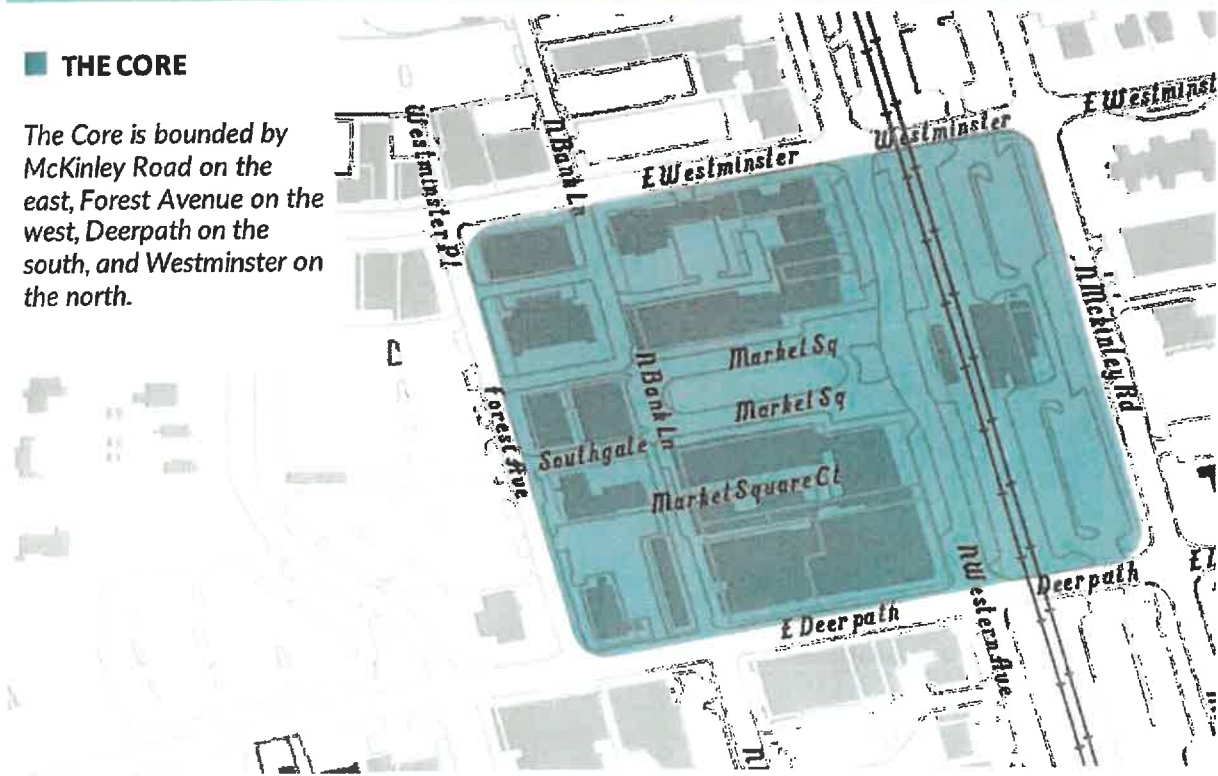 THE CORE
The Core is bounded by
McKinley Road on the
east, Forest Avenue on the
west, Deerpath on the
south, and Westminster on
the north.
Westminster Pl
N Bank Ln
E Westminster
Westminster
E Westminst
N Mckinley Rd
Market Sq
N Bank Ln
Market Sq
Forest Ave
Southgate
Market Square Ct
N Western Ave
Deerpath
E Deerpath